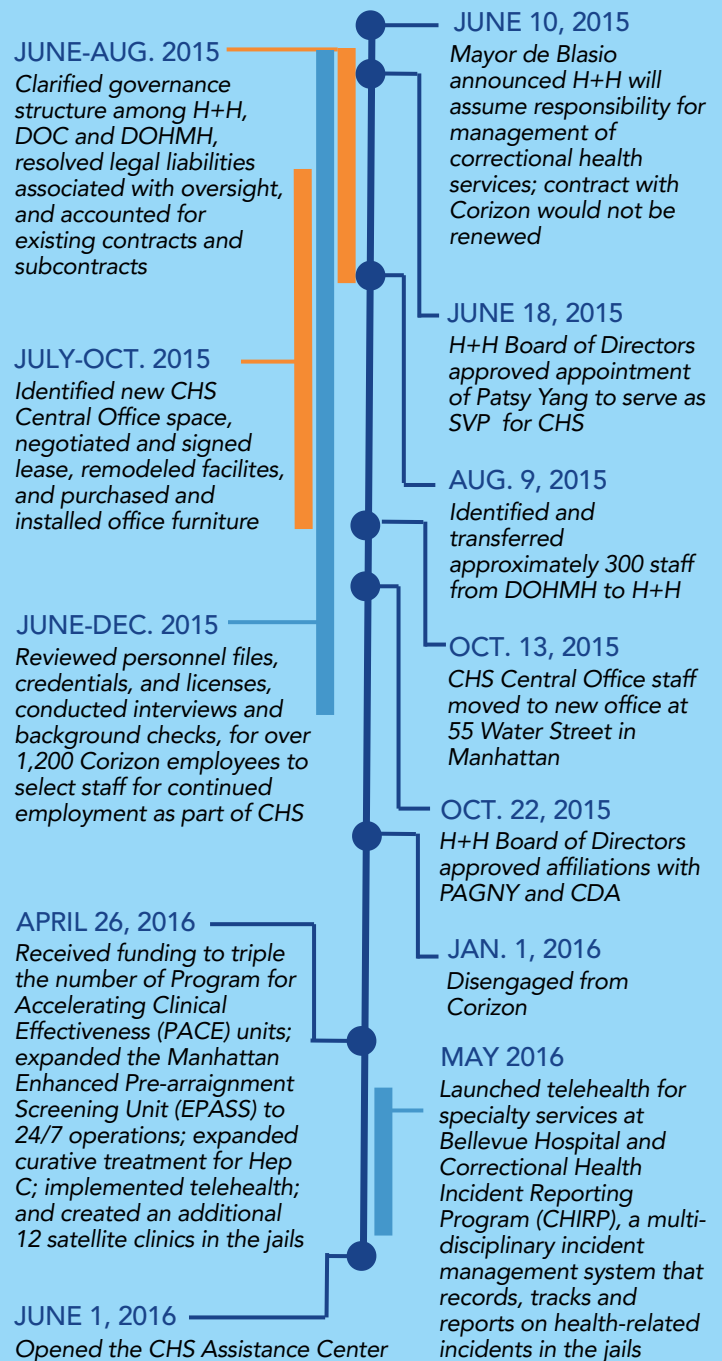 JUNE 10, 2015
Mayor de Blasio
announced H+H will
assume responsibility for
management of
correctional health
services; contract with
Corizon would not be
renewed
JUNE-AUG. 2015
Clarified governance
structure among H+H,
DOC and DOHMH,
resolved legal liabilities
associated with oversight,
and accounted for
existing contracts and
subcontracts
JUNE 18, 2015
H+H Board of Directors
approved appointment
of Patsy Yang to serve as
SVP for CHS
JULY-OCT. 2015
Identified new CHS
Central Office space,
negotiated and signed
lease, remodeled facilites,
and purchased and
installed office furniture
AUG. 9, 2015
Identified and
transferred
approximately 300 staff
from DOHMH to H+H
JUNE-DEC. 2015
Reviewed personnel files,
credentials, and licenses,
conducted interviews and
background checks, for over
1,200 Corizon employees to
select staff for continued
employment as part of CHS
OCT. 13, 2015
CHS Central Office staff
moved to new office at
55 Water Street in
Manhattan
OCT. 22, 2015
H+H Board of Directors
approved affiliations with
PAGNY and CDA
JAN. 1, 2016
Disengaged from
Corizon
APRIL 26, 2016
Received funding to triple
the number of Program for
Accelerating Clinical
Effectiveness (PACE) units;
expanded the Manhattan
Enhanced Pre-arraignment
Screening Unit (EPASS) to
24/7 operations; expanded
curative treatment for Hep
C; implemented telehealth;
and created an additional
12 satellite clinics in the jails
MAY 2016
Launched telehealth for
specialty services at
Bellevue Hospital and
Correctional Health
Incident Reporting
Program (CHIRP), a multi-
disciplinary incident
management system that
records, tracks and
reports on health-related
incidents in the jails
JUNE 1, 2016
Opened the CHS Assistance Center